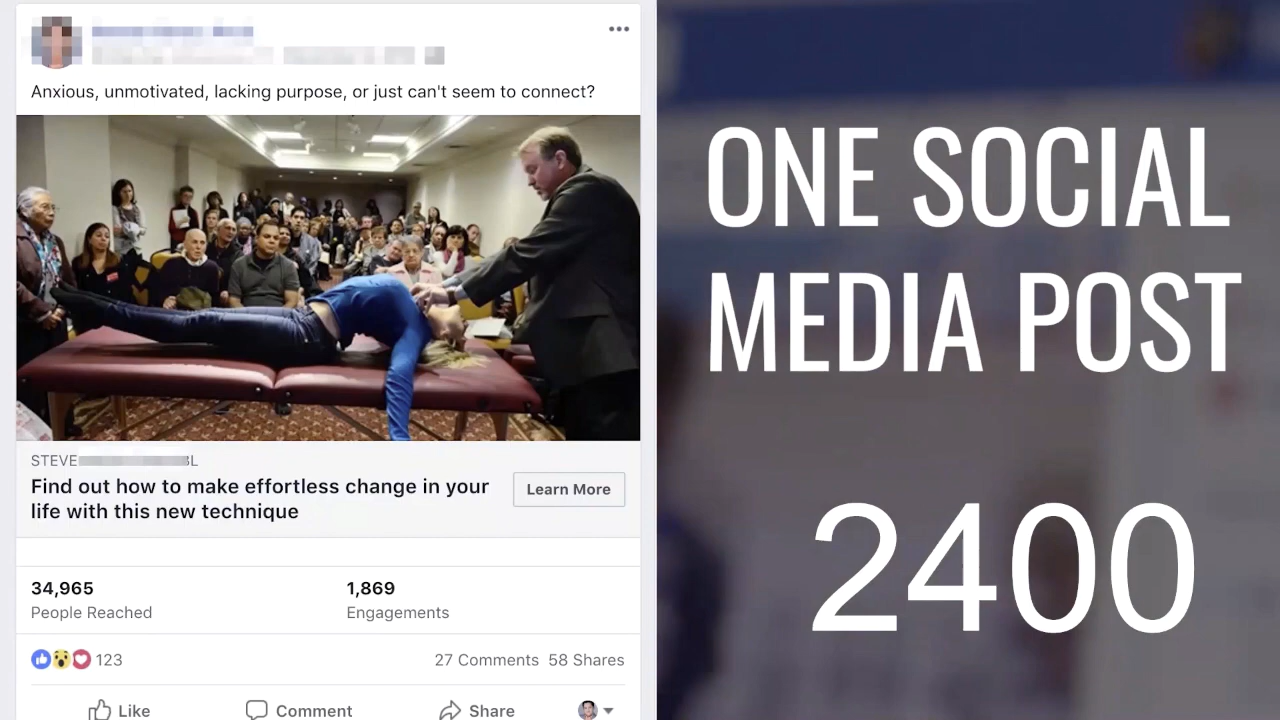 Anxious, unmotivated, lacking purpose, or just can't seem to connect?
STEVE
Find out how to make effortless change in your
life with this new technique
Learn More
34,965
People Reached
1,869
Engagements
123
27 Comments 58 Shares
Like
Comment
Share
ONE SOCIAL
MEDIA POST
2400